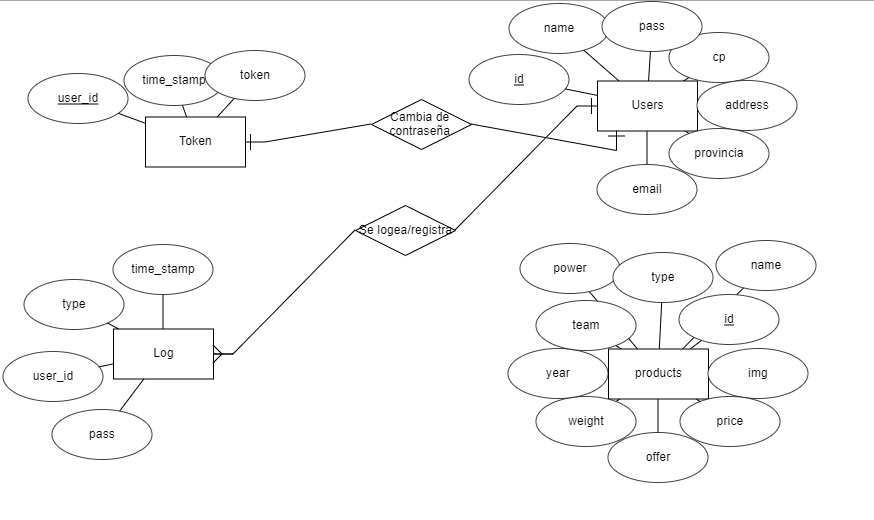 name
pass
cp
id
Users
address
provincia
email
time_stamp
token
user_id
Token
Cambia de
contraseña
Se logea/registra
time_stamp
type
Log
user_id
pass
power
type
name
team
id
year
products
img
weight
price
offer